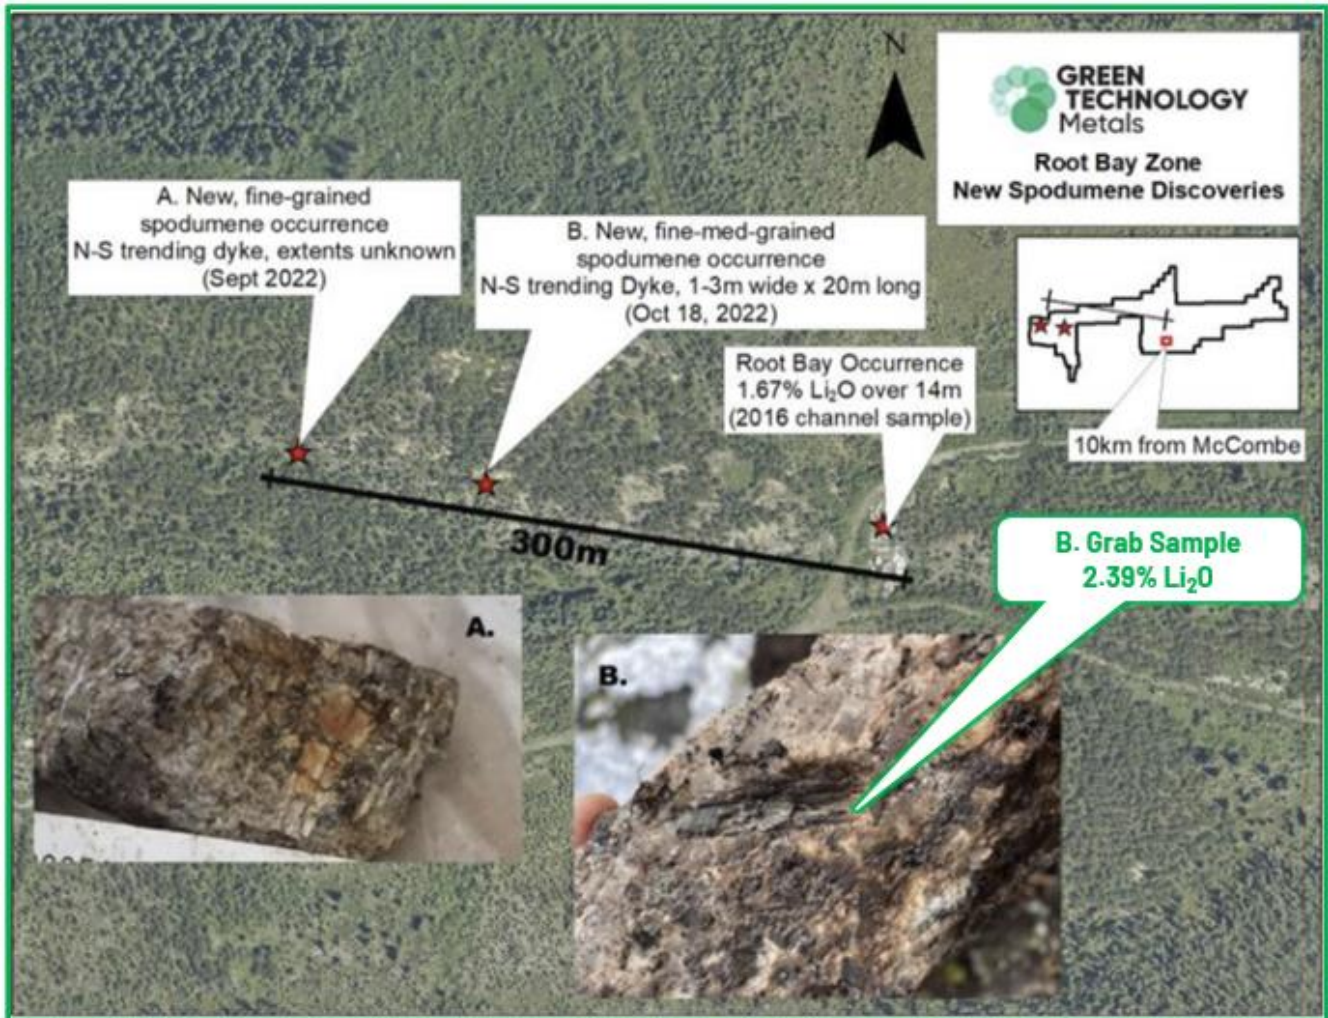 N
GREEN
TECHNOLOGY
Metals
Root Bay Zone
New Spodumene Discoveries
A. New, fine-grained
spodumene occurrence
N-S trending dyke, extents unknown
(Sept 2022)
B. New, fine-med-grained
spodumene occurrence
N-S trending Dyke, 1-3m wide x 20m long
(Oct 18, 2022)
Root Bay Occurrence
1.67% Li₂O over 14m
(2016 channel sample)
10km from McCombe
300m
B. Grab Sample
2.39% Li₂O
A.
B.